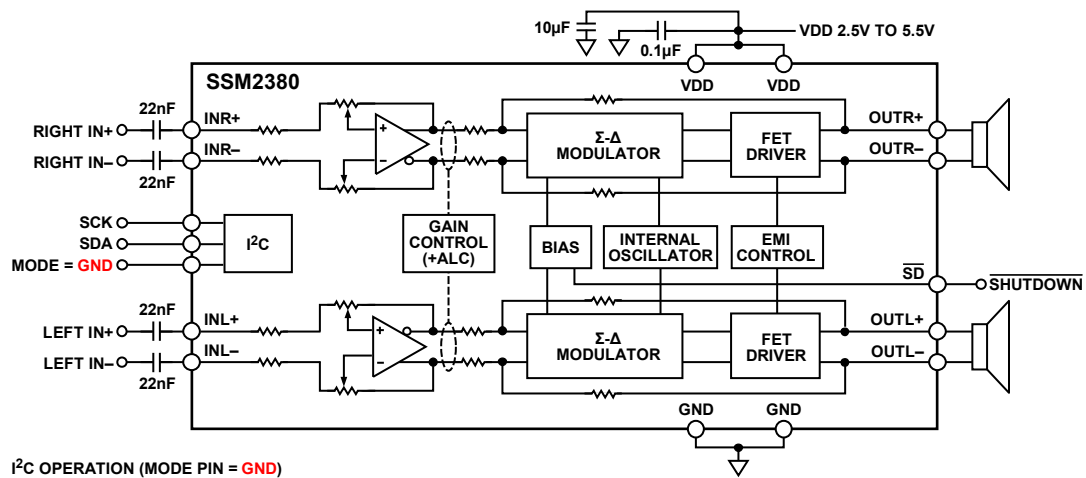 10µF
0.1µF
VDD 2.5V TO 5.5V
SSM2380
VDD
VDD
22nF
RIGHT IN+
INR+
OUTR+
RIGHT IN–
INR–
OUTR–
22nF
+
–
Σ-Δ
MODULATOR
FET
DRIVER
SCK
SDA
MODE = GND
I²C
GAIN
CONTROL
(+ALC)
BIAS
INTERNAL
OSCILLATOR
EMI
CONTROL
SD
SHUTDOWN
22nF
LEFT IN+
INL+
OUTL+
LEFT IN–
INL–
OUTL–
22nF
+
–
Σ-Δ
MODULATOR
FET
DRIVER
GND
GND
I²C OPERATION (MODE PIN = GND)